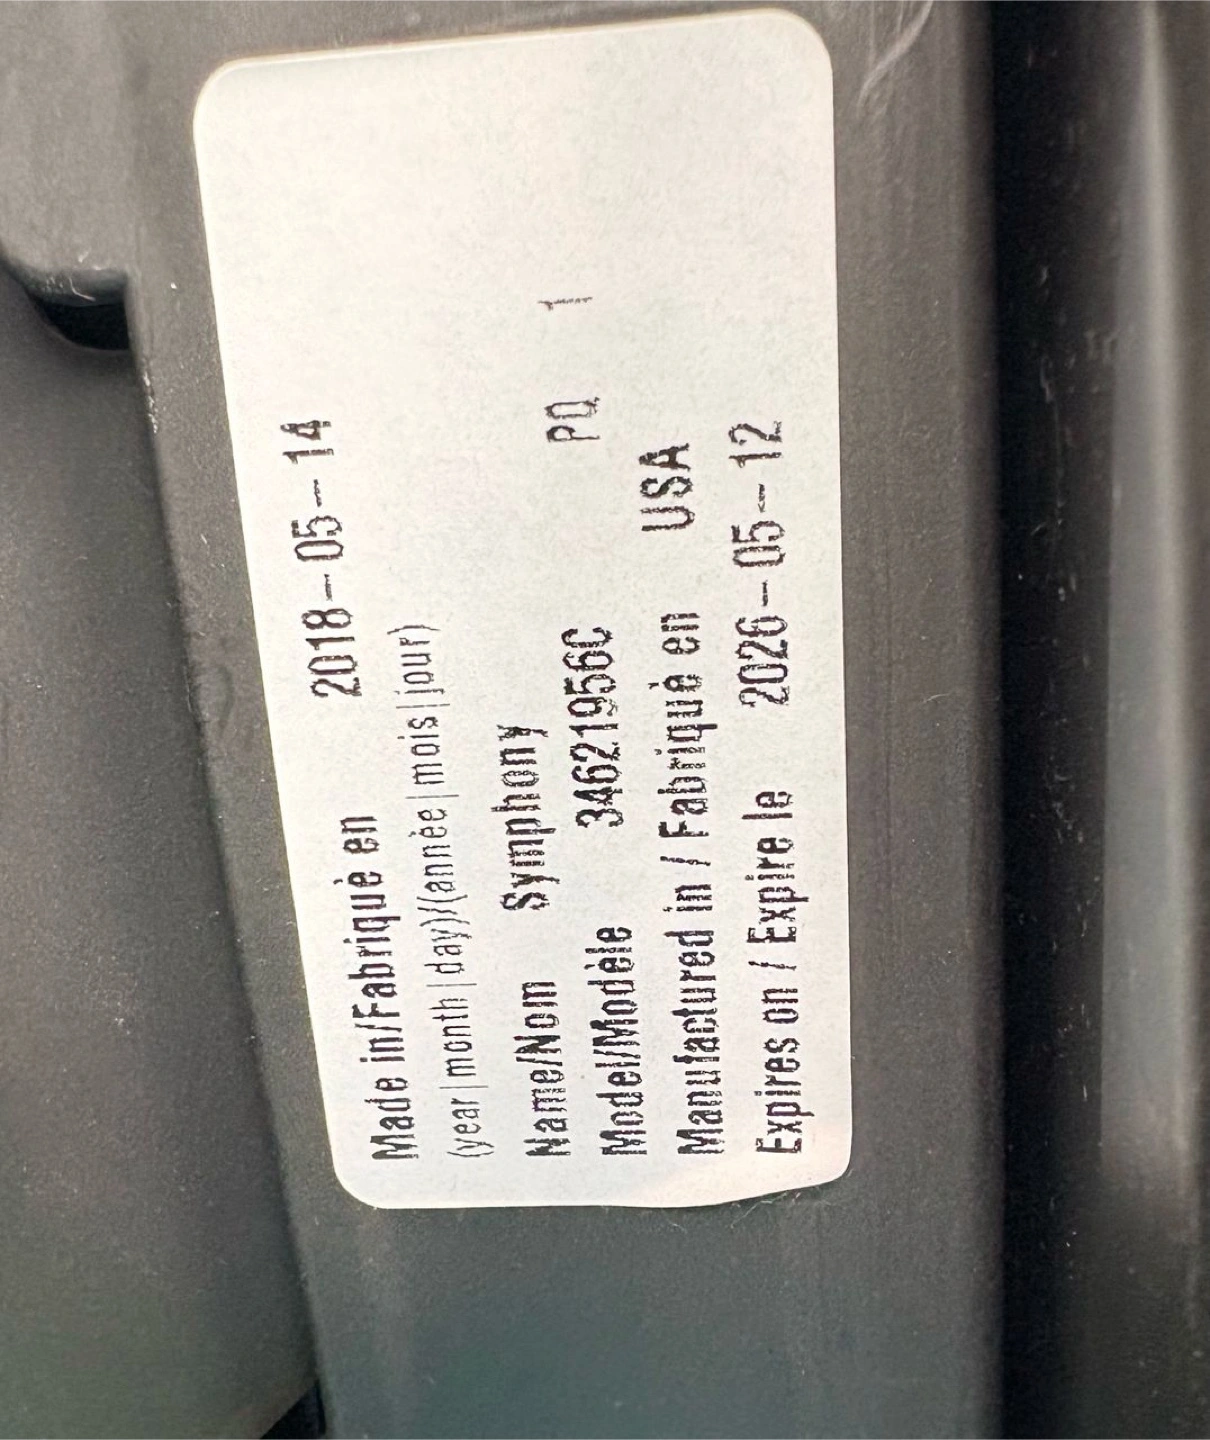 Made in/Fabriquè en 2018-05-14
(year|month|day)/(annèe|mois|jour)
Name/Nom Symphony
Model/Modèle 34621956C PQ 1
Manufactured in / Fabriquè en USA
Expires on / Expire le 2026-05-12